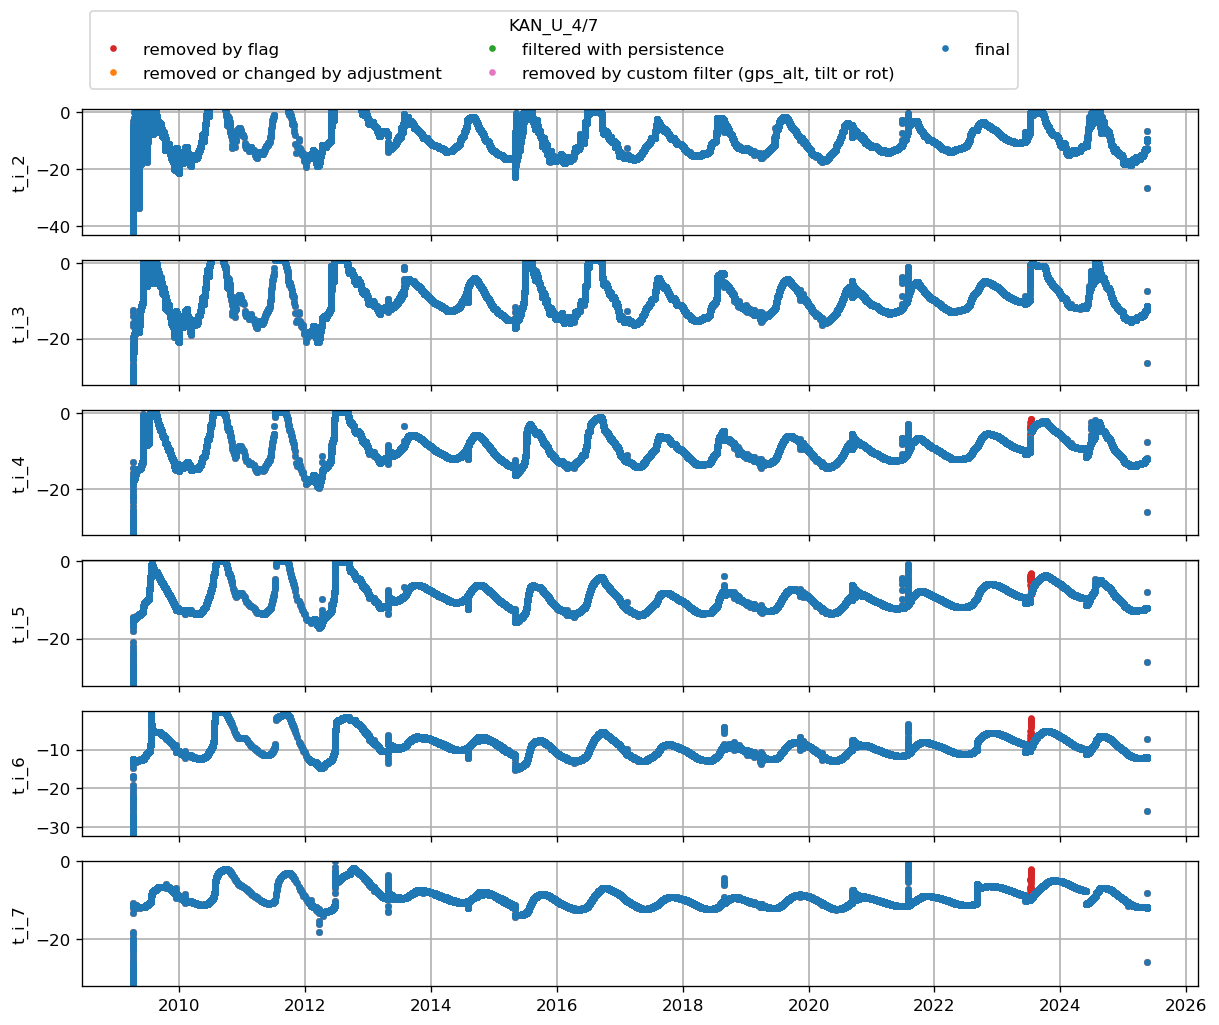 KAN_U_4/7
removed by flag
filtered with persistence
final
removed or changed by adjustment
removed by custom filter (gps_alt, tilt or rot)
0
−20
−40
t_i_2
0
−20
t_i_3
0
−20
t_i_4
0
−20
t_i_5
−10
−20
−30
t_i_6
0
−20
t_i_7
2010 2012 2014 2016 2018 2020 2022 2024 2026